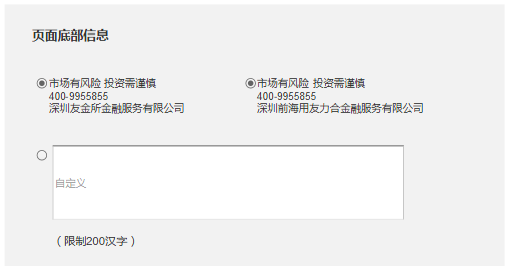 页面底部信息
市场有风险 投资需谨慎
400-9955855
深圳友金所金融服务有限公司
市场有风险 投资需谨慎
400-9955855
深圳前海用友力合金融服务有限公司
自定义
（限制200汉字）